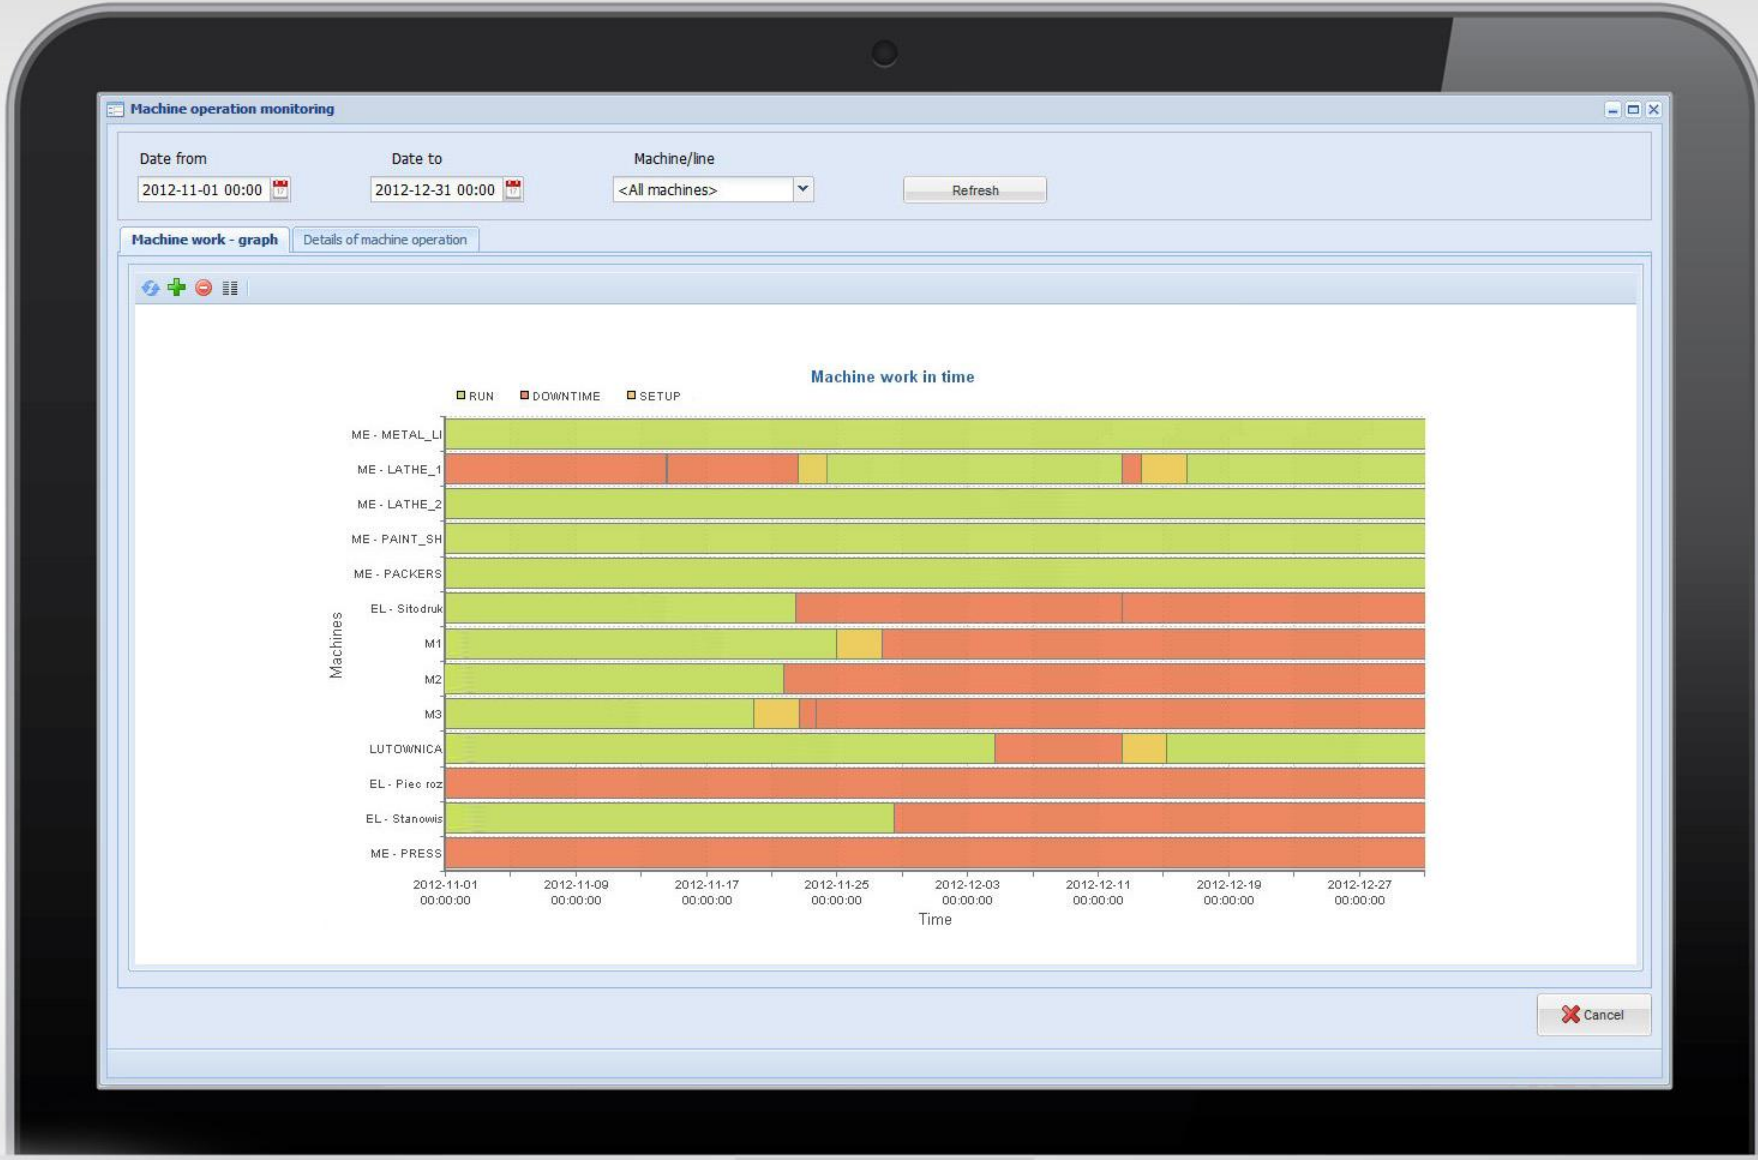 Machine operation monitoring
Date from Date to Machine/line
2012-11-01 00:00 2012-12-31 00:00 <All machines> Refresh
Machine work - graph Details of machine operation
Machine work in time
RUN DOWNTIME SETUP
ME - METAL_LI
ME - LATHE_1
ME - LATHE_2
ME - PAINT_SH
ME - PACKERS
EL - Sitodruk
M1
M2
M3
LUTOWNICA
EL - Piec roz
EL - Stanowis
ME - PRESS
Machines
2012-11-01 2012-11-09 2012-11-17 2012-11-25 2012-12-03 2012-12-11 2012-12-19 2012-12-27
00:00:00 00:00:00 00:00:00 00:00:00 00:00:00 00:00:00 00:00:00 00:00:00
Time
Cancel